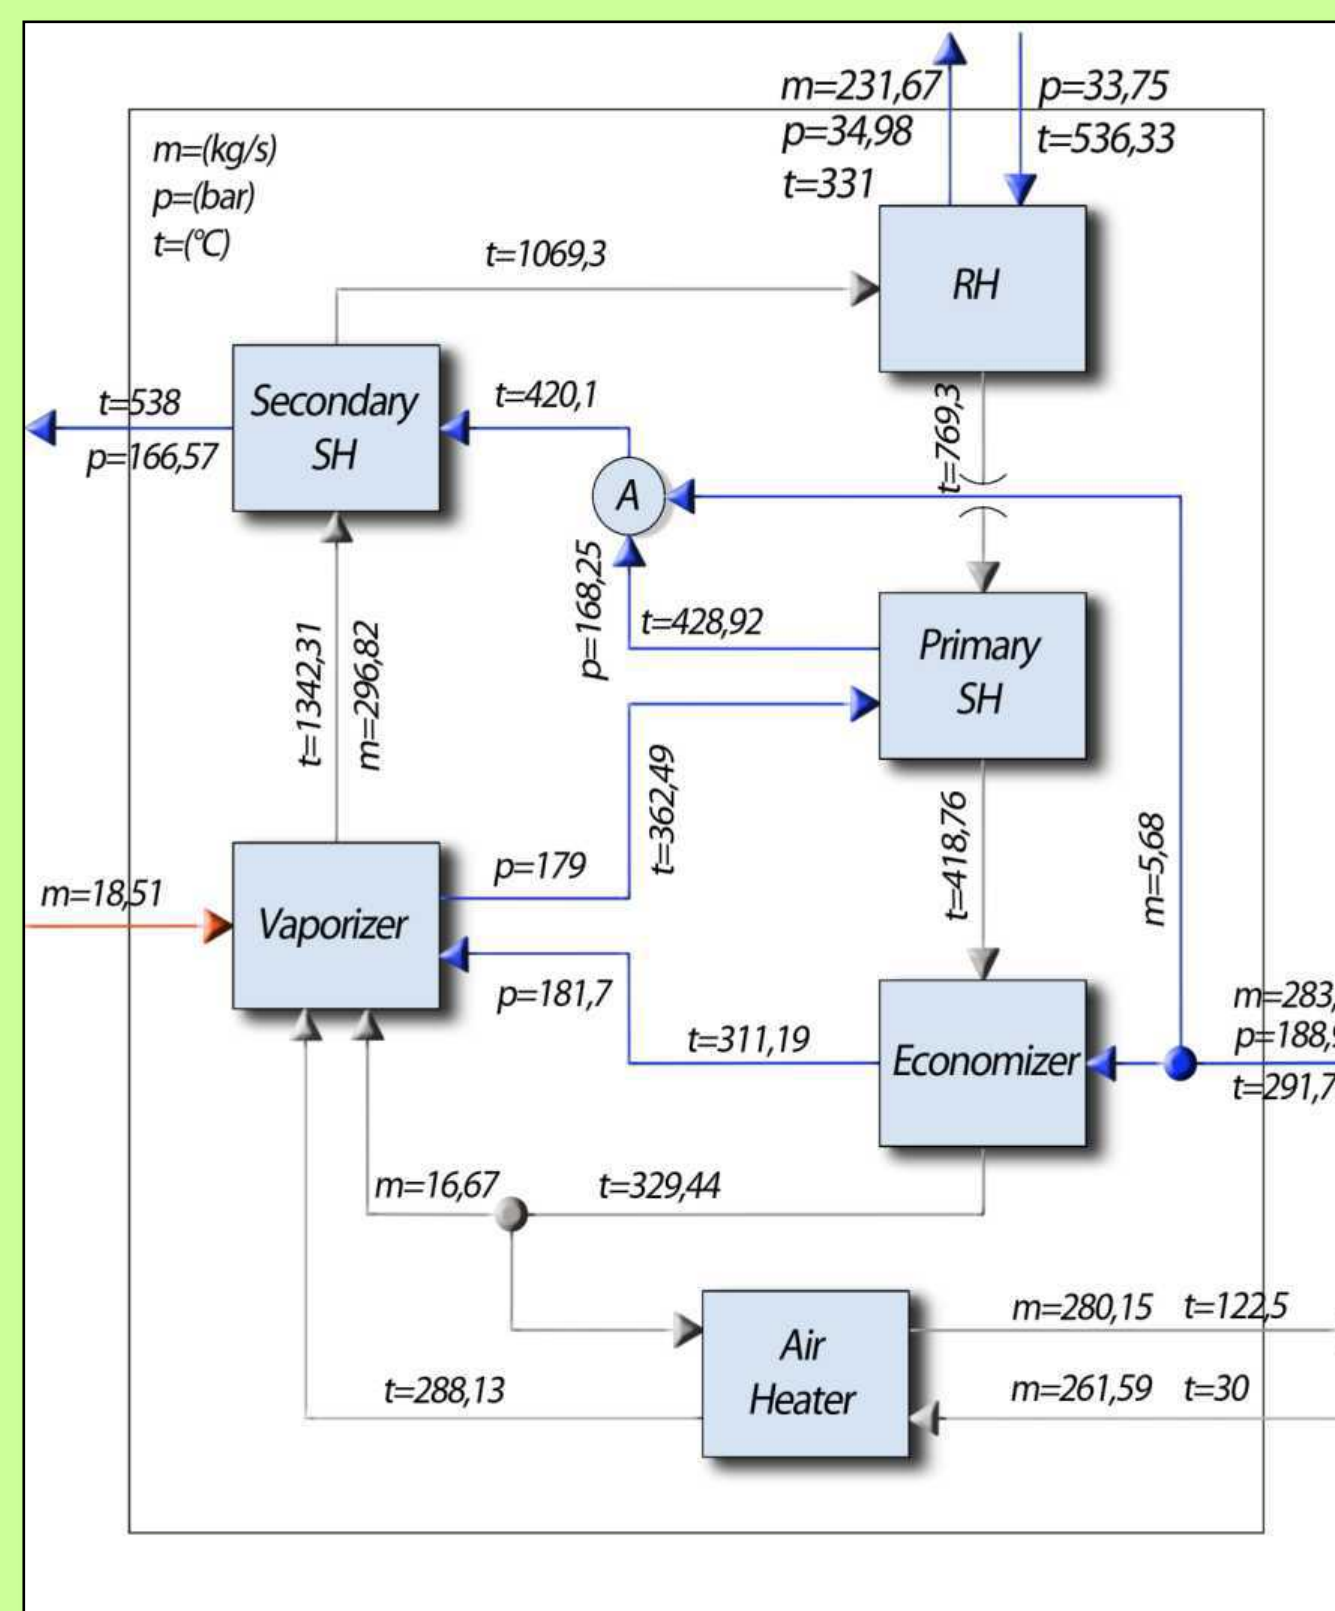 m=231,67
p=34,98
t=331
p=33,75
t=536,33
m=(kg/s)
p=(bar)
t=(°C)
t=1069,3
RH
t=538
p=166,57
Secondary
SH
t=420,1
t=769,3
A
p=168,25
t=428,92
Primary
SH
t=1342,31
m=296,82
t=362,49
t=418,76
m=5,68
m=18,51
Vaporizer
p=179
p=181,7
t=311,19
Economizer
m=283,
p=188,9
t=291,7
m=16,67
t=329,44
Air
Heater
m=280,15
t=122,5
m=261,59
t=30
t=288,13